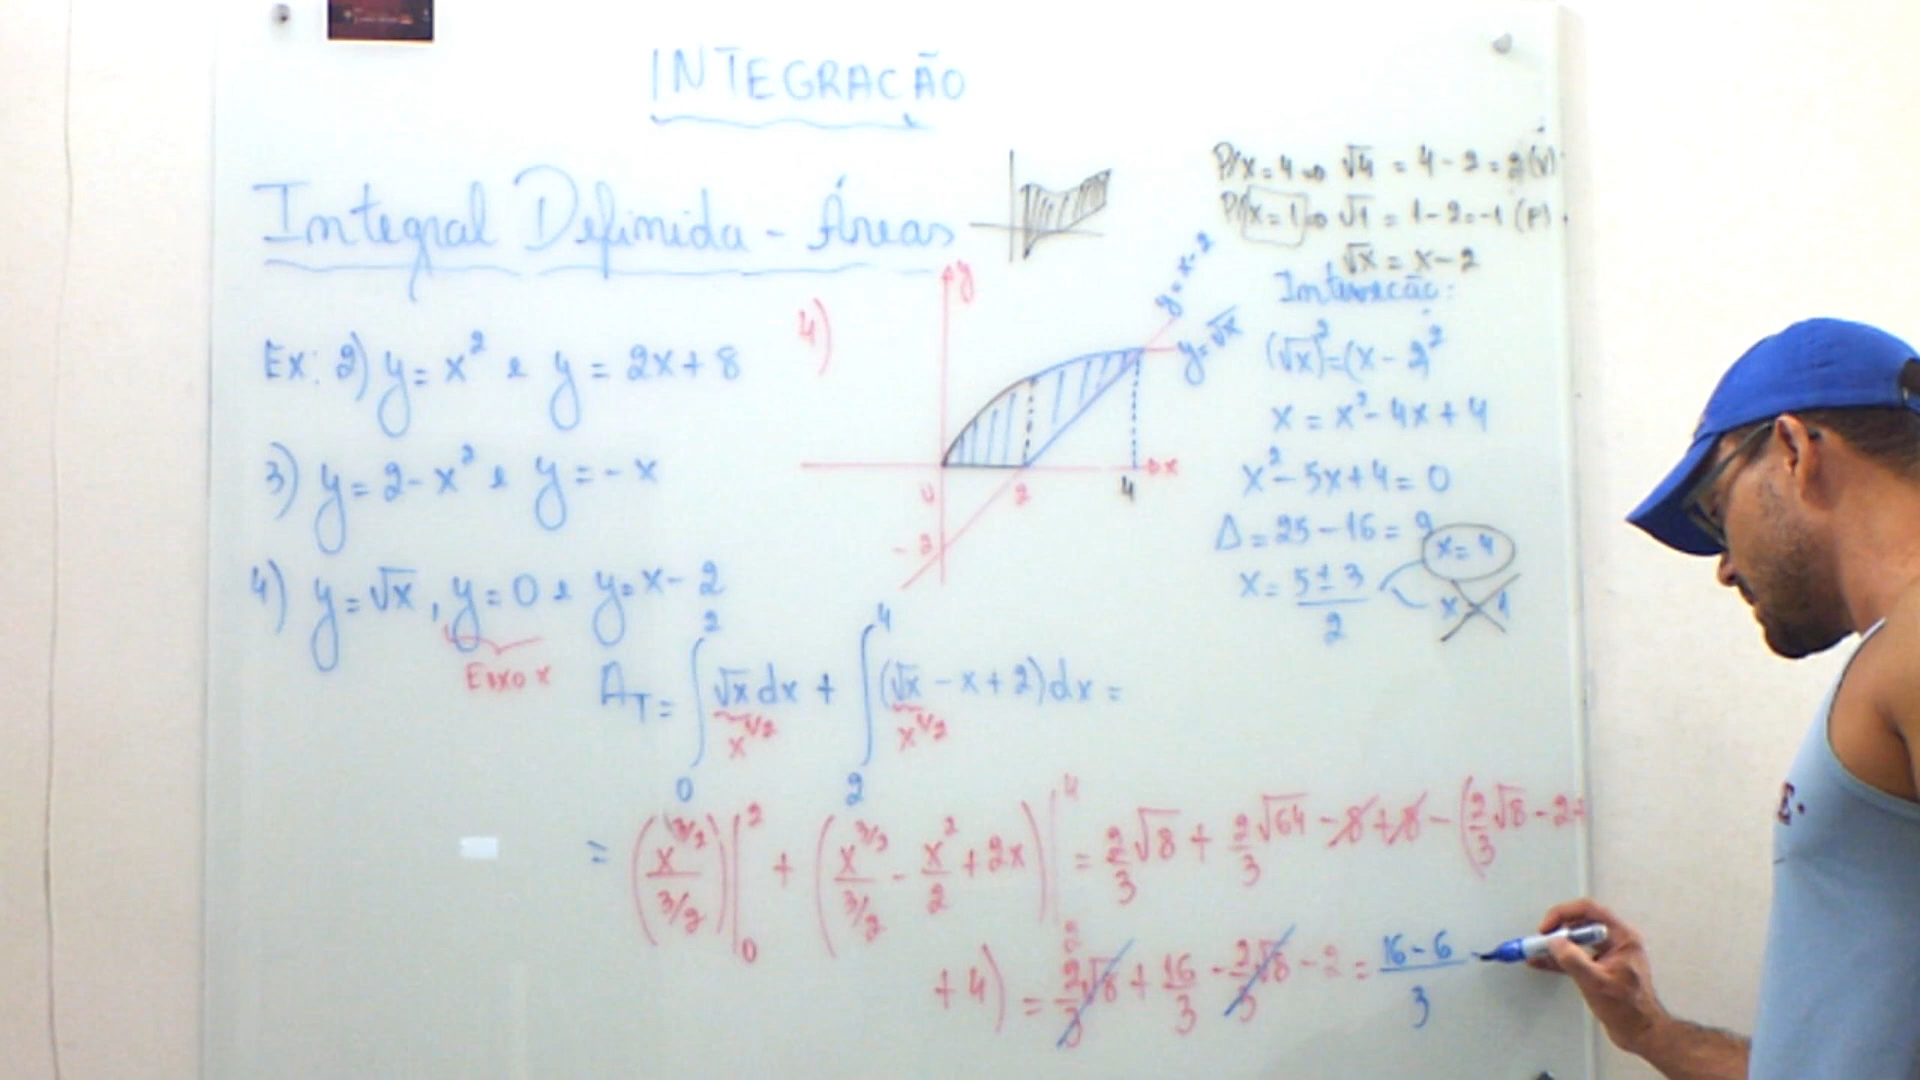 INTEGRAÇÃO
Integral Definida - Áreas
Ex: 2) y = x² e y = 2x + 8
3) y = 2 - x² e y = - x
4) y = √x , y = 0 e y = x - 2
Eixo x
4)
y
y = x - 2
y = √x
x
0
2
4
- 2
P/ x = 4 ⇒ √4 = 4 - 2 = 2 (V)
P/ x = 1 ⇒ √1 = 1 - 2 = -1 (F)
√x = x - 2
Interseção:
(√x)² = (x - 2)²
x = x² - 4x + 4
x² - 5x + 4 = 0
Δ = 25 - 16 = 9
x = (5 ± 3)/2
x = 4
x = 1
A_T = ∫₀² √x dx + ∫₂⁴ (√x - x + 2) dx =
x^{1/2} x^{1/2}
= (x^{3/2}/(3/2)) |₀² + (x^{3/2}/(3/2) - x²/2 + 2x) |₂⁴ = 2/3 √8 + 2/3 √64 - 8 + 8 - (2/3 √8 - 2 +
+ 4) = 2/3 √8 + 16/3 - 2/3 √8 - 2 = (16 - 6)/3